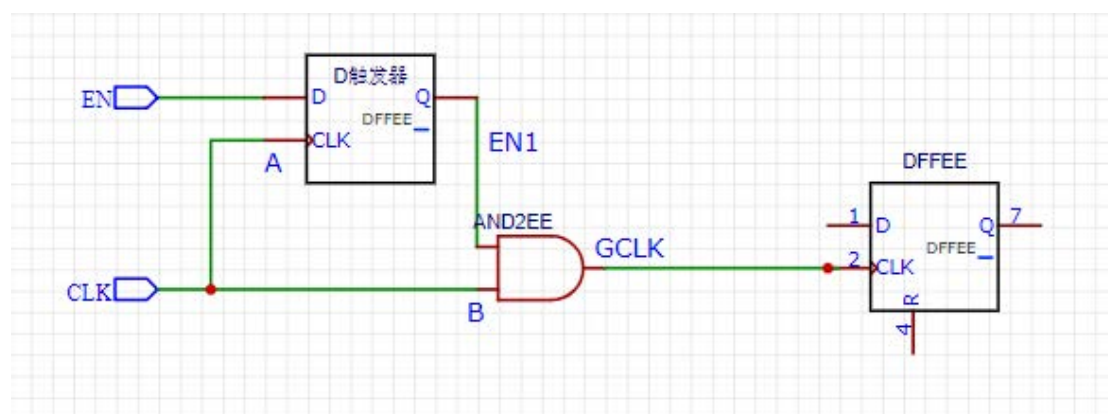 EN
D触发器
D
Q
DFFEE
CLK
A
EN1
AND2EE
CLK
B
GCLK
DFFEE
1
D
Q
7
DFFEE
2
CLK
R
4